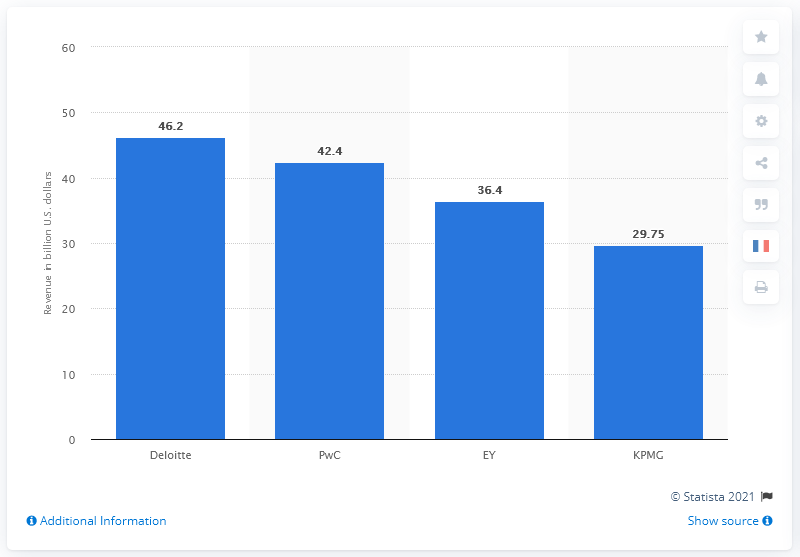 60
50
40
30
20
10
0
Revenue in billion U.S. dollars
46.2
42.4
36.4
29.75
Deloitte
PwC
EY
KPMG
© Statista 2021
Additional Information
Show source